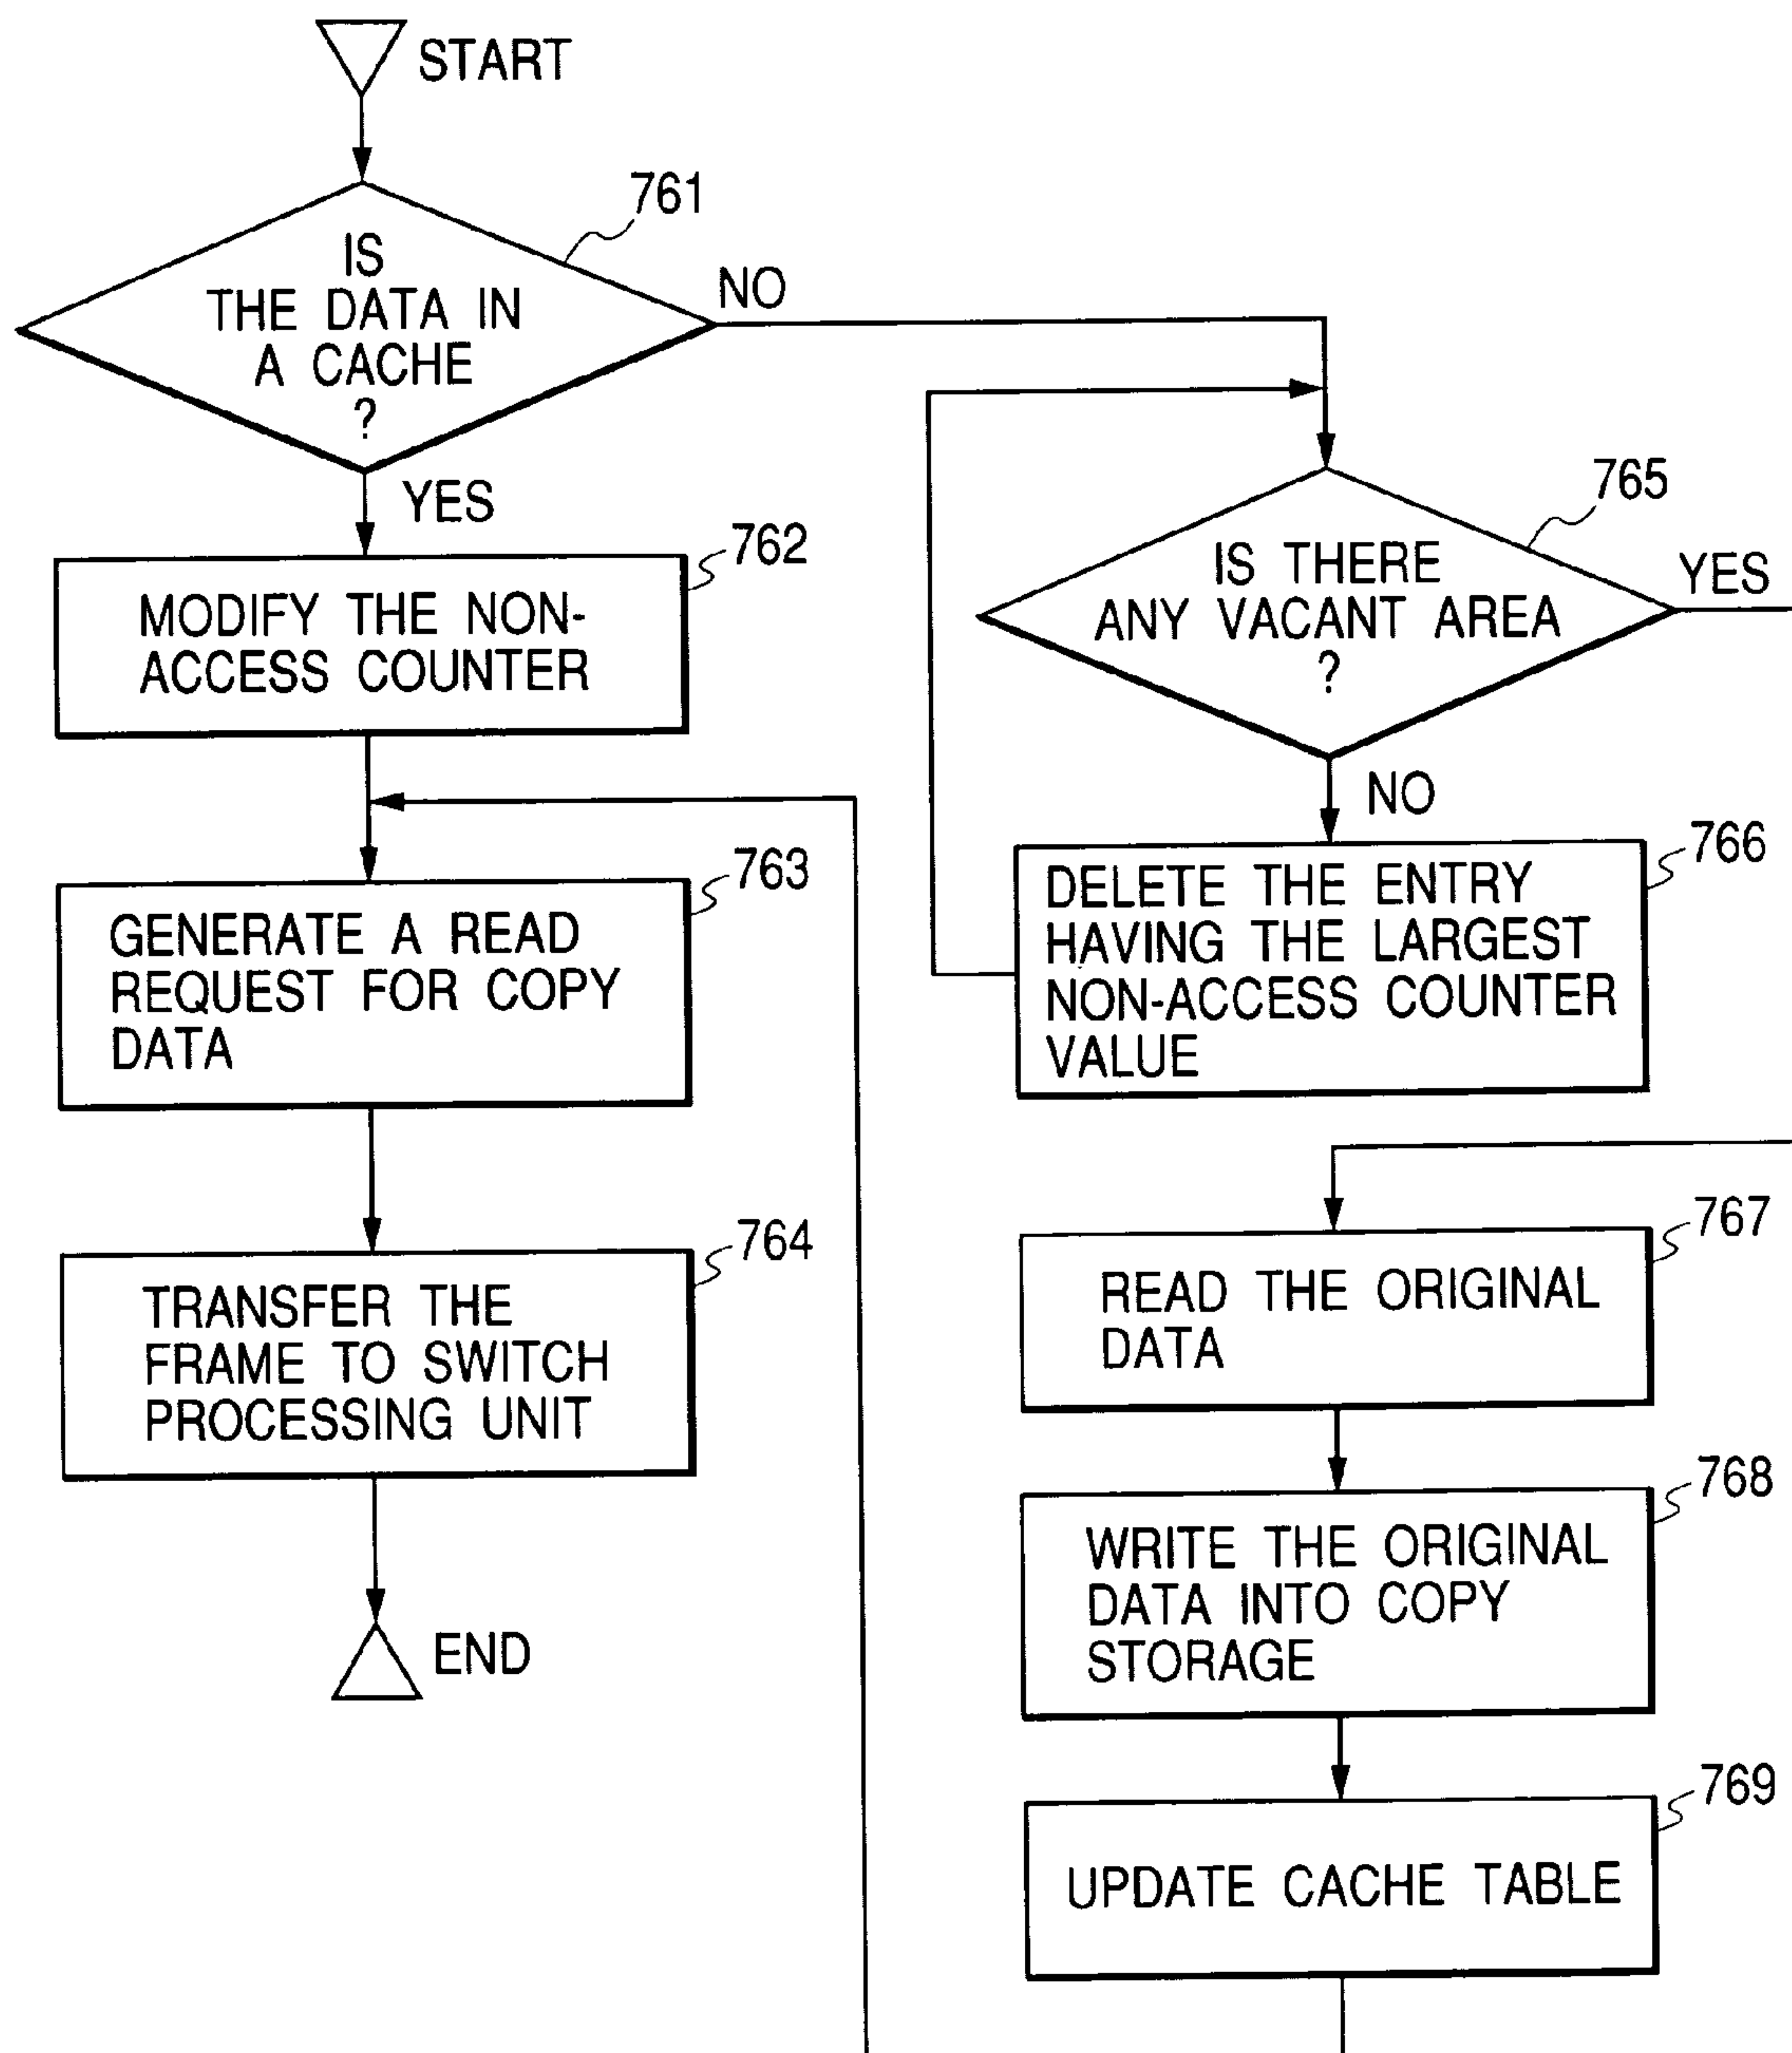 START
761
IS
THE DATA IN
A CACHE
?
NO
YES
762
MODIFY THE NON-
ACCESS COUNTER
763
GENERATE A READ
REQUEST FOR COPY
DATA
764
TRANSFER THE
FRAME TO SWITCH
PROCESSING UNIT
END
765
IS THERE
ANY VACANT AREA
?
YES
NO
766
DELETE THE ENTRY
HAVING THE LARGEST
NON-ACCESS COUNTER
VALUE
767
READ THE ORIGINAL
DATA
768
WRITE THE ORIGINAL
DATA INTO COPY
STORAGE
769
UPDATE CACHE TABLE